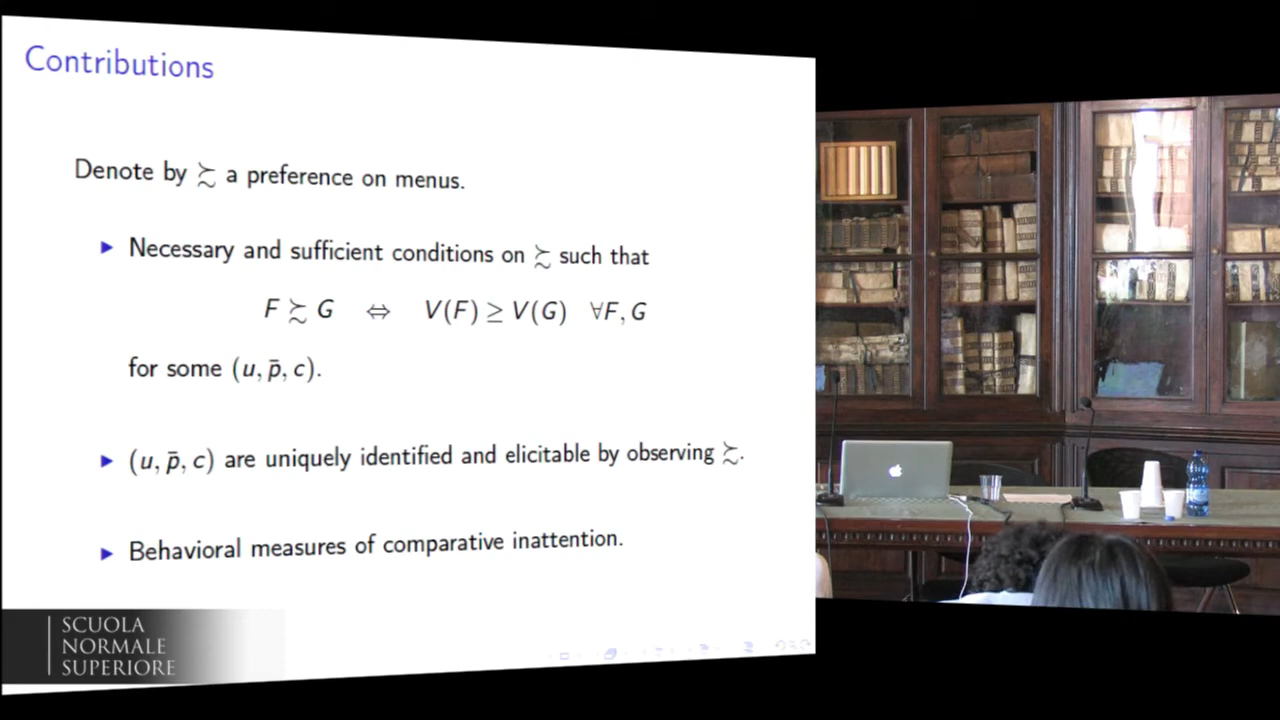 Contributions
Denote by ≿ a preference on menus.
▶ Necessary and sufficient conditions on ≿ such that
F ≿ G ⇔ V(F) ≥ V(G) ∀F, G
for some (u, p̄, c).
▶ (u, p̄, c) are uniquely identified and elicitable by observing ≿.
▶ Behavioral measures of comparative inattention.
SCUOLA
NORMALE
SUPERIORE